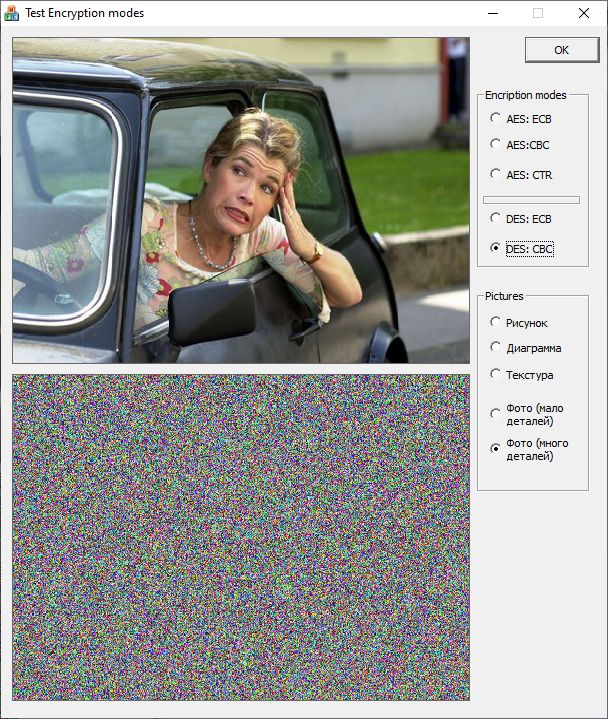 Test Encryption modes
OK
Encription modes
AES: ECB
AES:CBC
AES: CTR
DES: ECB
DES: CBC
Pictures
Рисунок
Диаграмма
Текстура
Фото (мало
деталей)
Фото (много
деталей)